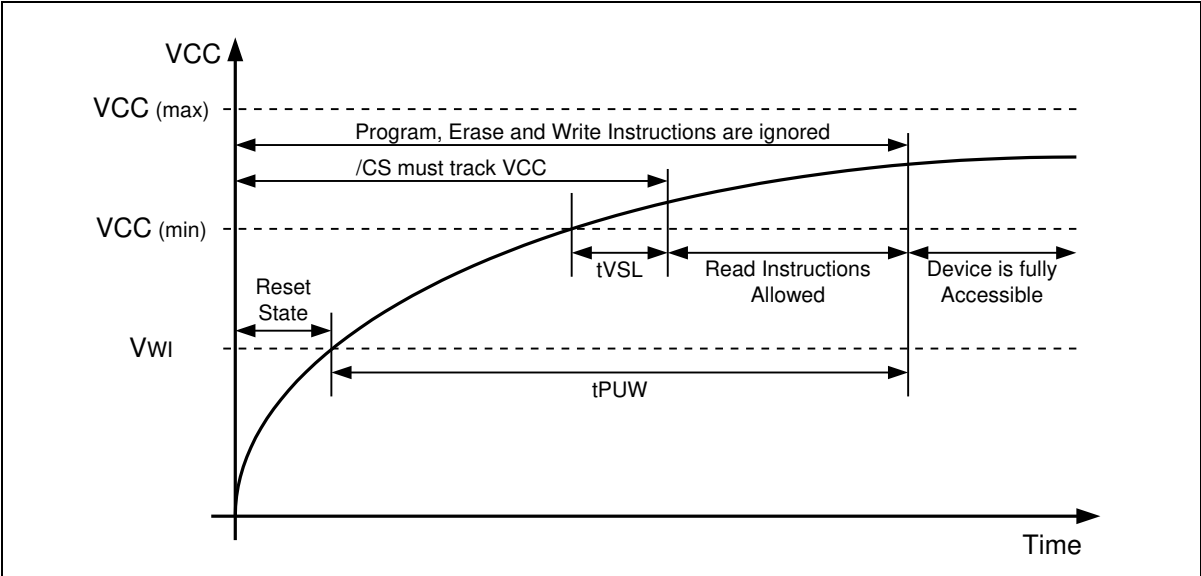 VCC
VCC (max)
Program, Erase and Write Instructions are ignored
/CS must track VCC
VCC (min)
tVSL
Read Instructions
Allowed
Device is fully
Accessible
Reset
State
VWI
tPUW
Time